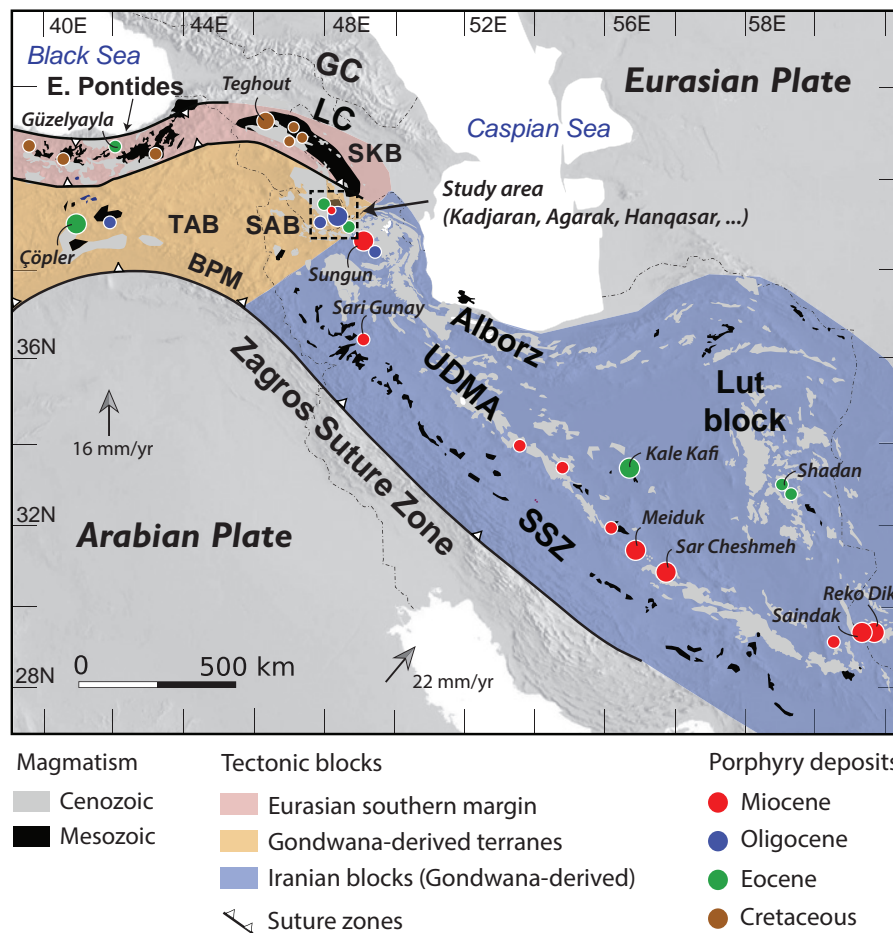 40E 44E 48E 52E 56E 58E
Black Sea
GC
Eurasian Plate
E. Pontides
Teghout
LC
Güzelyayla
Caspian Sea
SKB
Study area
(Kadjaran, Agarak, Hanqasar, ...)
TAB
SAB
Çöpler
BPM
Sungun
Sari Gunay
Alborz
36N
UDMA
Lut
block
Zagros Suture Zone
16 mm/yr
Kale Kafi
Shadan
32N
Meiduk
Arabian Plate
SSZ
Sar Cheshmeh
Reko Dik
Saindak
0 500 km
28N
22 mm/yr
Magmatism
Cenozoic
Mesozoic
Tectonic blocks
Eurasian southern margin
Gondwana-derived terranes
Iranian blocks (Gondwana-derived)
Suture zones
Porphyry deposits
Miocene
Oligocene
Eocene
Cretaceous